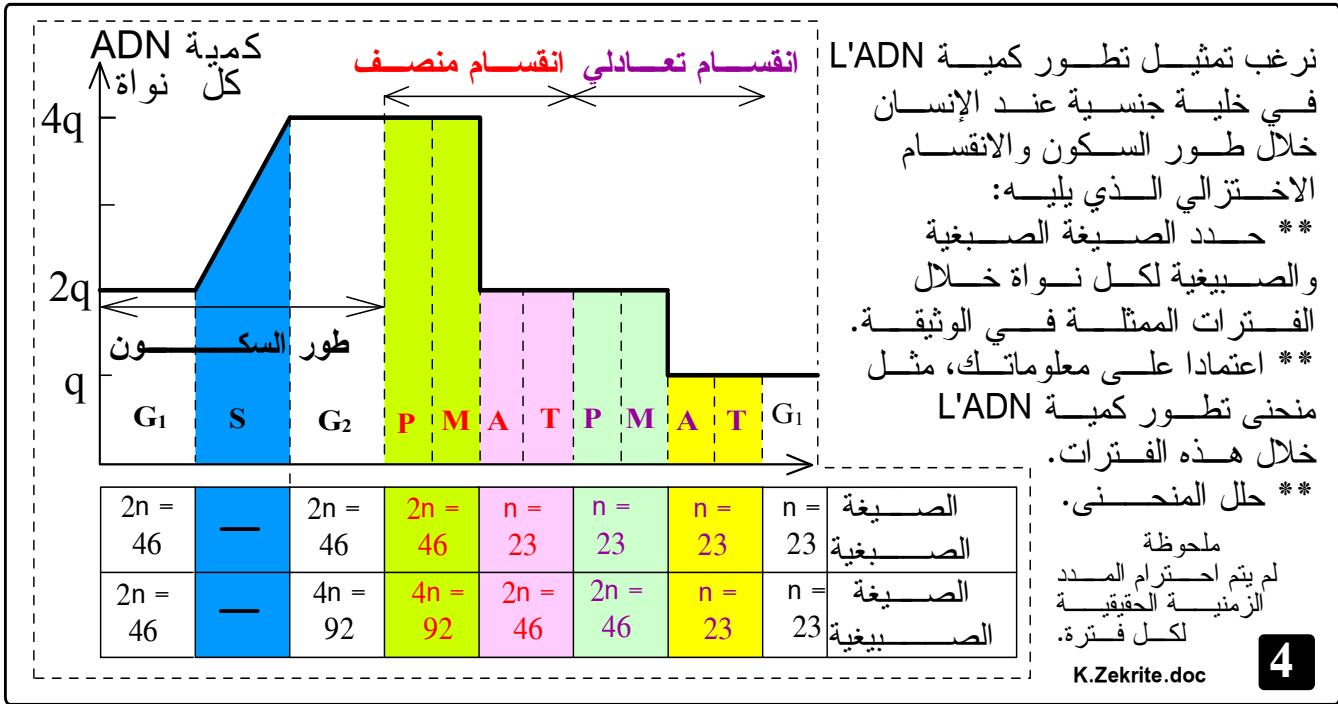 نرغب تمثيل تطور كمية L'ADN
في خلية جنسية عند الإنسان
خلال طور السكون والانقسام
الاختزالي الذي يليه:
** حدد الصيغة الصبغية
والصبيغية لكل نواة خلال
الفترات الممثلة في الوثيقة.
** اعتمادا على معلوماتك، مثل
منحنى تطور كمية L'ADN
خلال هذه الفترات.
** حلل المنحنى.
ملحوظة
لم يتم احترام المدد
الزمنية الحقيقية
لكل فترة.
K.Zekrite.doc
4
كمية ADN
كل نواة
انقسام منصف
انقسام تعادلي
4q
2q
q
طور السكون
G1 S G2 P M A T P M A T G1
2n = 46 — 2n = 46 2n = 46 n = 23 n = 23 n = 23 n = 23 الصيغة الصبغية
2n = 46 — 4n = 92 4n = 92 2n = 46 2n = 46 n = 23 n = 23 الصيغة الصبيغية